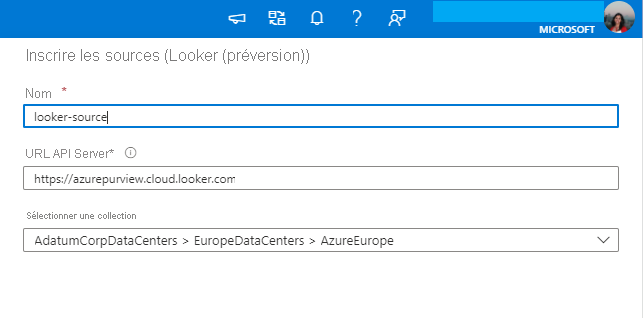 MICROSOFT
Inscrire les sources (Looker (préversion))
Nom *
looker-source
URL API Server*
https://azurepurview.cloud.looker.com
Sélectionner une collection
AdatumCorpDataCenters > EuropeDataCenters > AzureEurope